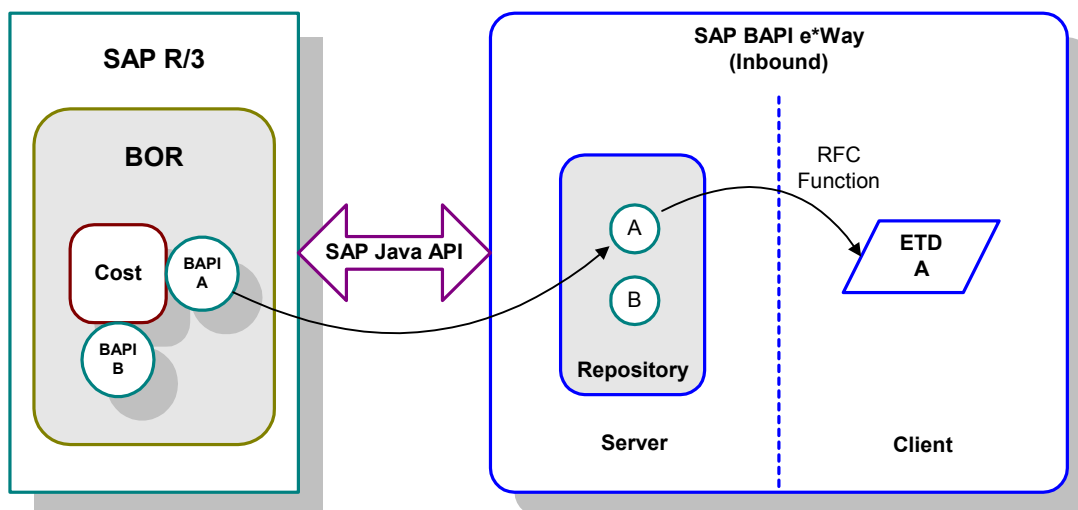 SAP R/3
BOR
Cost
BAPI
A
BAPI
B
SAP Java API
SAP BAPI e*Way
(Inbound)
RFC
Function
A
B
Repository
ETD
A
Server
Client